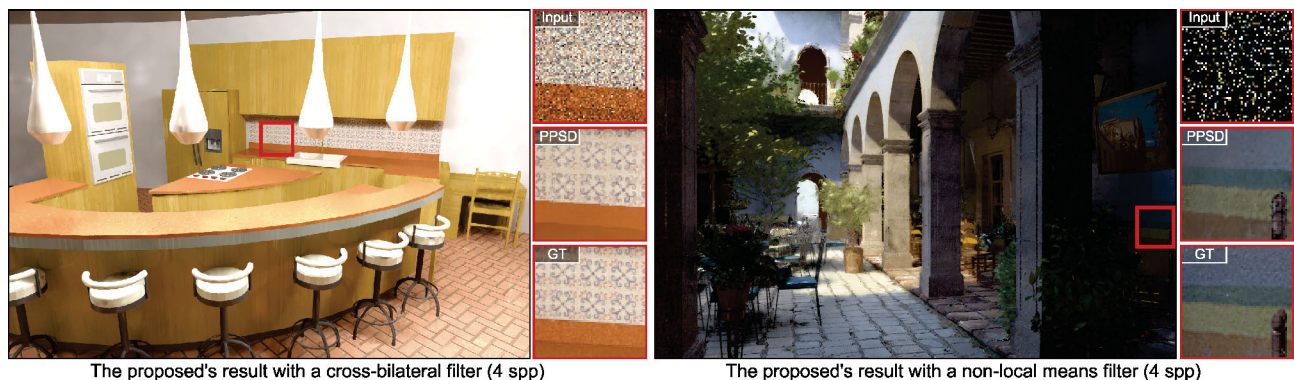 Input
PPSD
GT
Input
PPSD
GT
The proposed's result with a cross-bilateral filter (4 spp)
The proposed's result with a non-local means filter (4 spp)